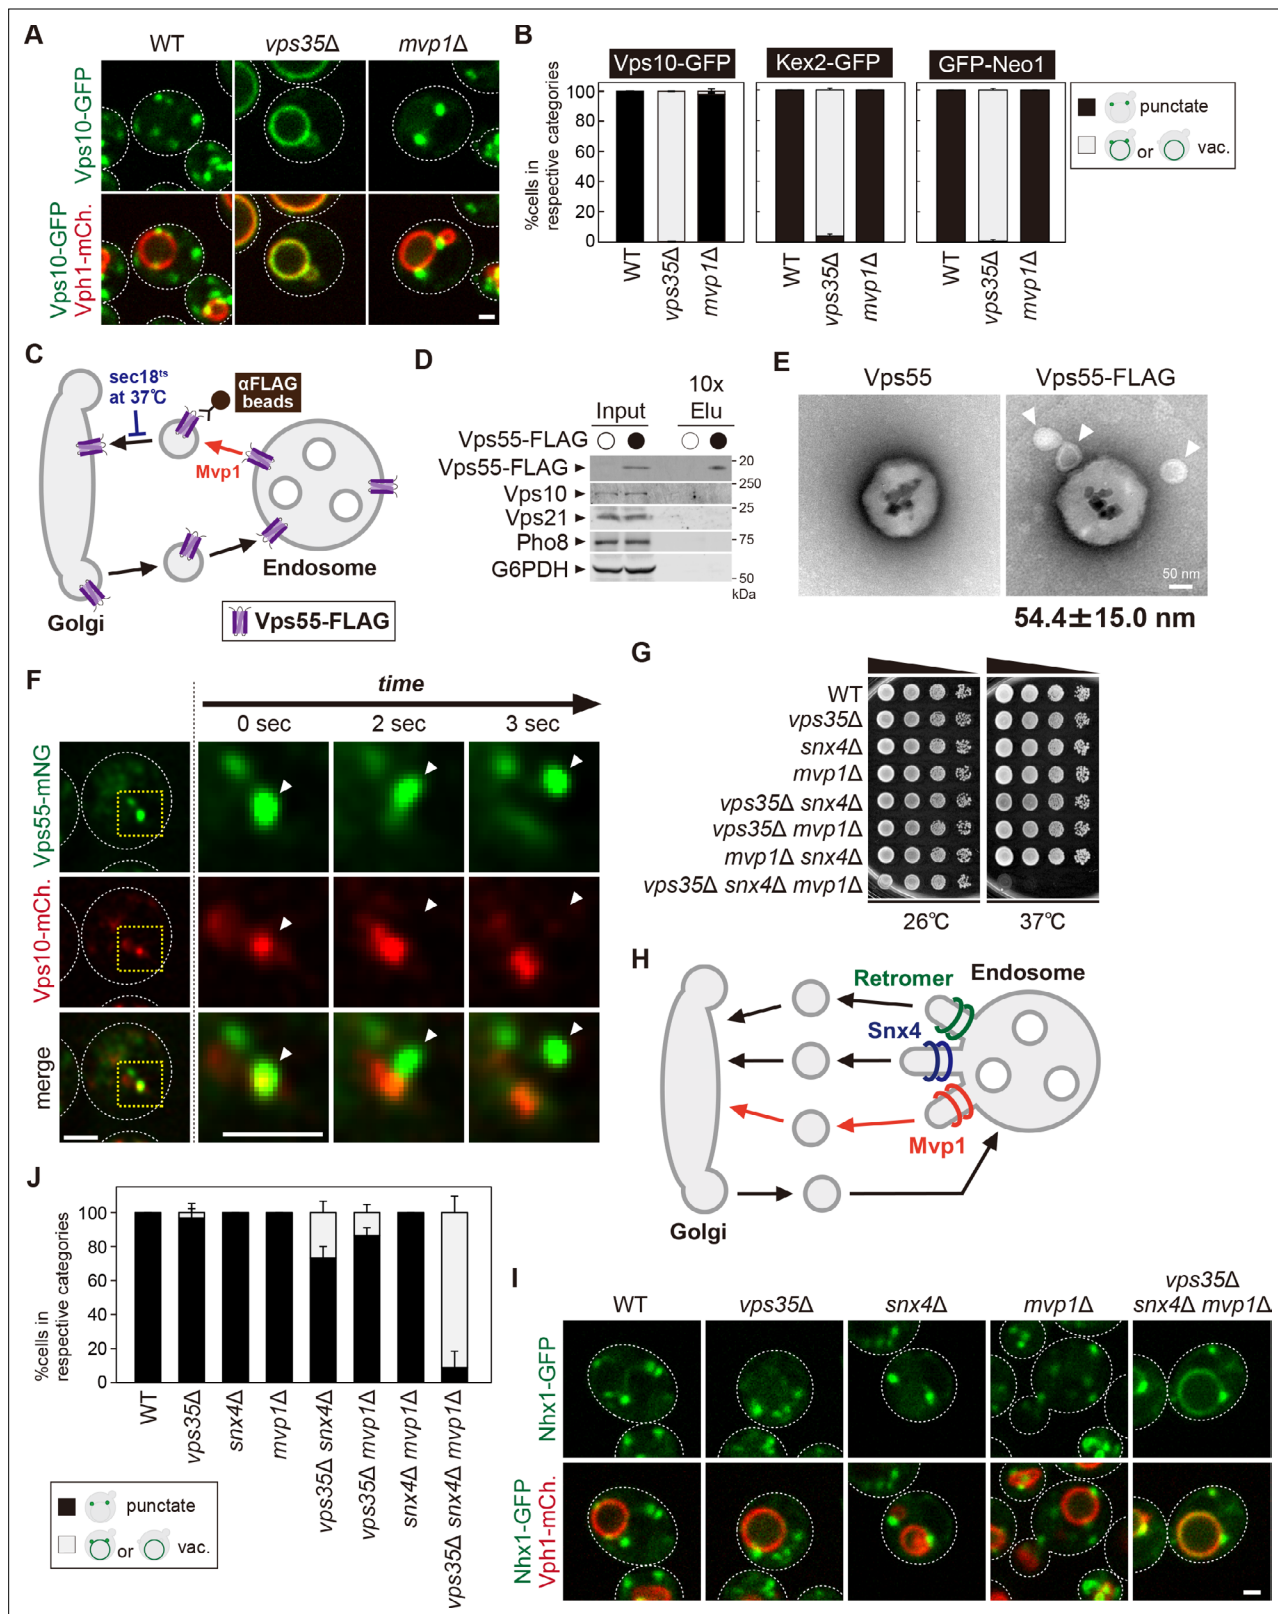 A
WT
vps35Δ
mvp1Δ
Vps10-GFP
Vps10-GFP
Vph1-mCh.
B
Vps10-GFP
Kex2-GFP
GFP-Neo1
%cells in
respective categories
100
80
60
40
20
0
WT
vps35Δ
mvp1Δ
WT
vps35Δ
mvp1Δ
WT
vps35Δ
mvp1Δ
punctate
or
vac.
C
sec18ts
at 37℃
αFLAG
beads
Mvp1
Endosome
Golgi
Vps55-FLAG
D
10x
Input
Elu
Vps55-FLAG
Vps55-FLAG
20
250
Vps10
25
Vps21
Pho8
75
G6PDH
50
kDa
E
Vps55
Vps55-FLAG
50 nm
54.4±15.0 nm
F
time
0 sec
2 sec
3 sec
Vps55-mNG
Vps10-mCh.
merge
G
WT
vps35Δ
snx4Δ
mvp1Δ
vps35Δ snx4Δ
vps35Δ mvp1Δ
mvp1Δ snx4Δ
vps35Δ snx4Δ mvp1Δ
26℃
37℃
H
Retromer
Endosome
Snx4
Mvp1
Golgi
J
%cells in
respective categories
100
80
60
40
20
0
WT
vps35Δ
snx4Δ
mvp1Δ
vps35Δ snx4Δ
vps35Δ mvp1Δ
snx4Δ mvp1Δ
vps35Δ snx4Δ mvp1Δ
punctate
or
vac.
I
WT
vps35Δ
snx4Δ
mvp1Δ
vps35Δ
snx4Δ mvp1Δ
Nhx1-GFP
Nhx1-GFP
Vph1-mCh.